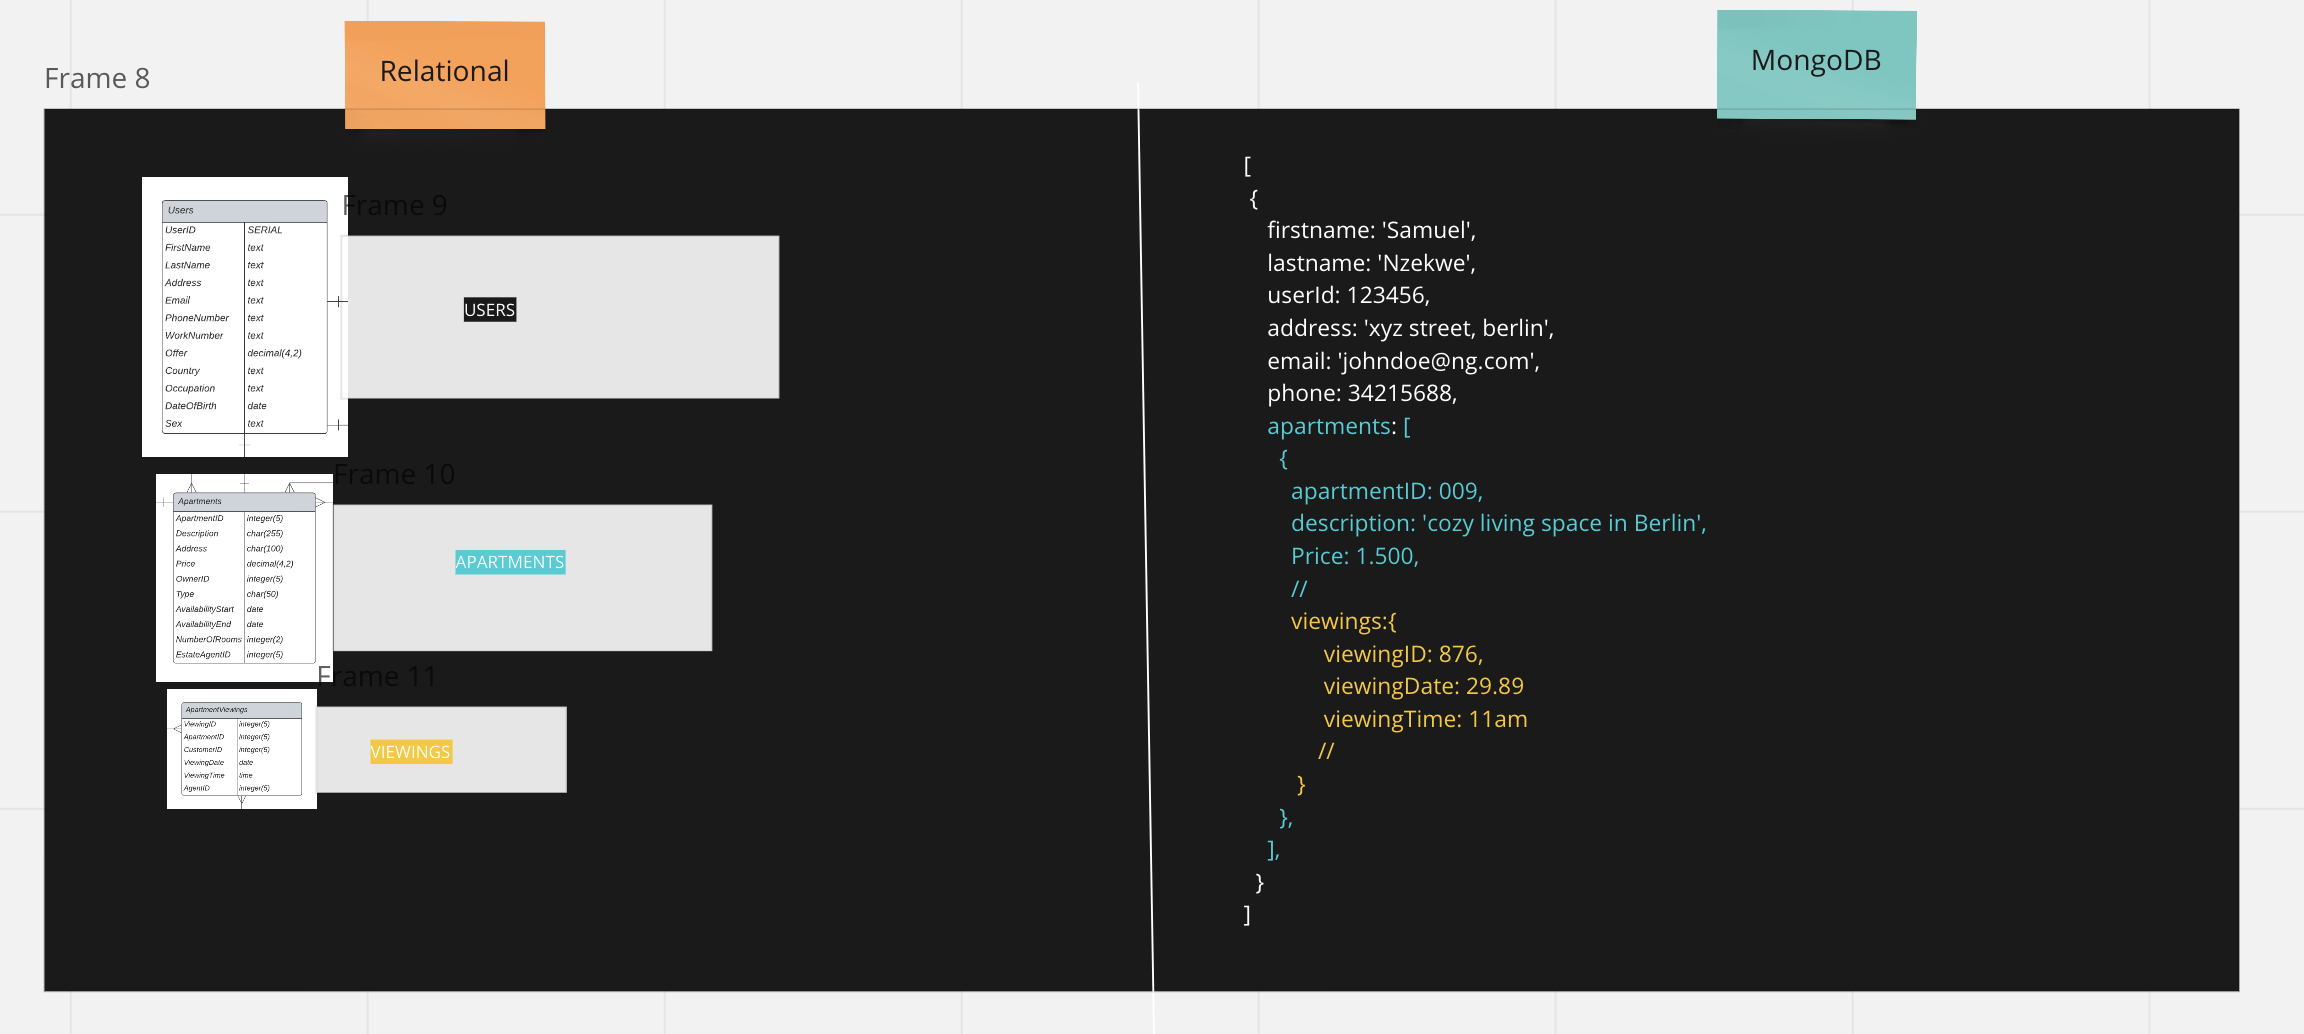 Relational
MongoDB
Frame 8
Frame 9
Users
UserID SERIAL
FirstName text
LastName text
Address text
Email text
PhoneNumber text
WorkNumber text
Offer decimal(4,2)
Country text
Occupation text
DateOfBirth date
Sex text
USERS
Frame 10
Apartments
ApartmentID integer(5)
Description char(255)
Address char(100)
Price decimal(4,2)
OwnerID integer(5)
Type char(50)
AvailabilityStart date
AvailabilityEnd date
NumberOfRooms integer(2)
EstateAgentID integer(5)
APARTMENTS
Frame 11
ApartmentViewings
ViewingID integer(5)
ApartmentID integer(5)
CustomerID integer(5)
ViewingDate date
ViewingTime time
AgentID integer(5)
VIEWINGS
[
{
firstname: 'Samuel',
lastname: 'Nzekwe',
userId: 123456,
address: 'xyz street, berlin',
email: 'johndoe@ng.com',
phone: 34215688,
apartments: [
{
apartmentID: 009,
description: 'cozy living space in Berlin',
Price: 1.500,
//
viewings:{
viewingID: 876,
viewingDate: 29.89
viewingTime: 11am
//
}
},
],
}
]